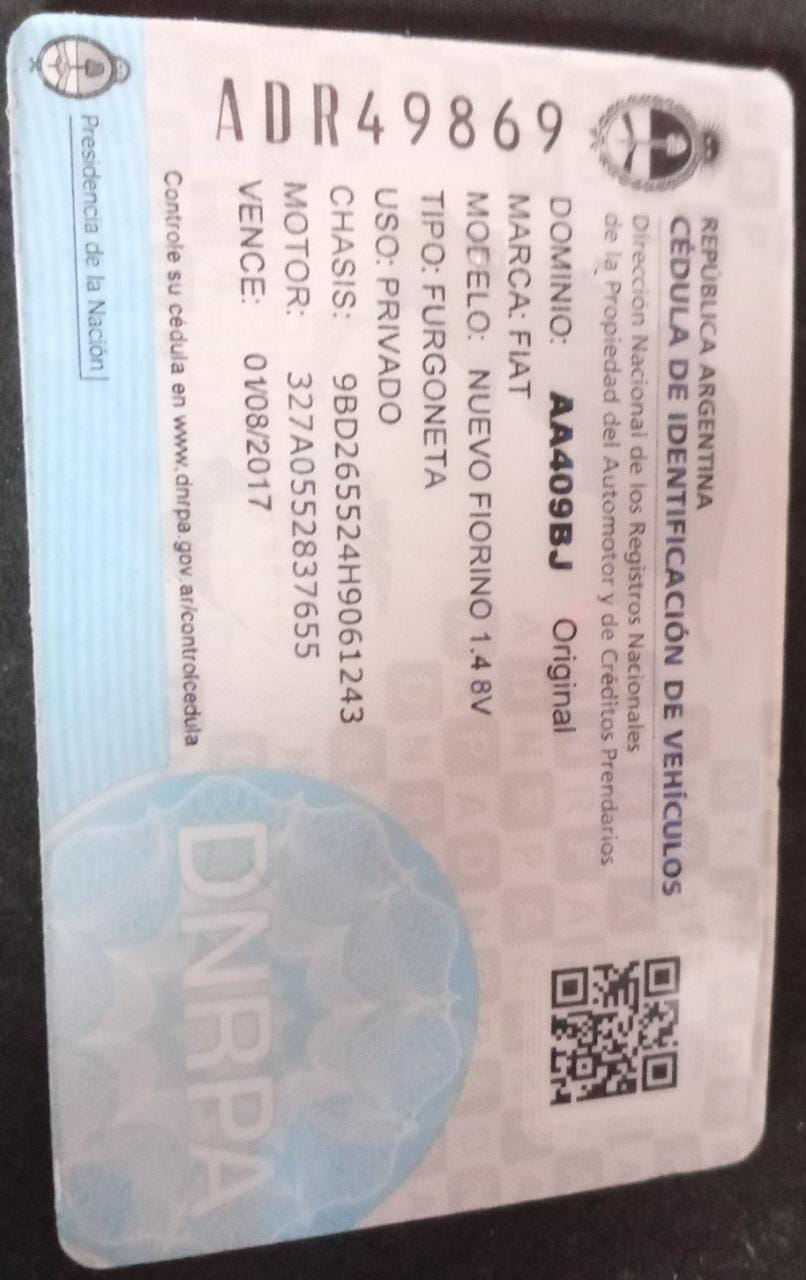 REPÚBLICA ARGENTINA
CÉDULA DE IDENTIFICACIÓN DE VEHÍCULOS
Dirección Nacional de los Registros Nacionales
de la Propiedad del Automotor y de Créditos Prendarios
DOMINIO: AA409BJ Original
MARCA: FIAT
MODELO: NUEVO FIORINO 1.4 8V
TIPO: FURGONETA
USO: PRIVADO
CHASIS: 9BD265524H9061243
MOTOR: 327A0552837655
VENCE: 01/08/2017
ADR49869
Controle su cédula en www.dnrpa.gov.ar/controlcedula
Presidencia de la Nación
DNRPA